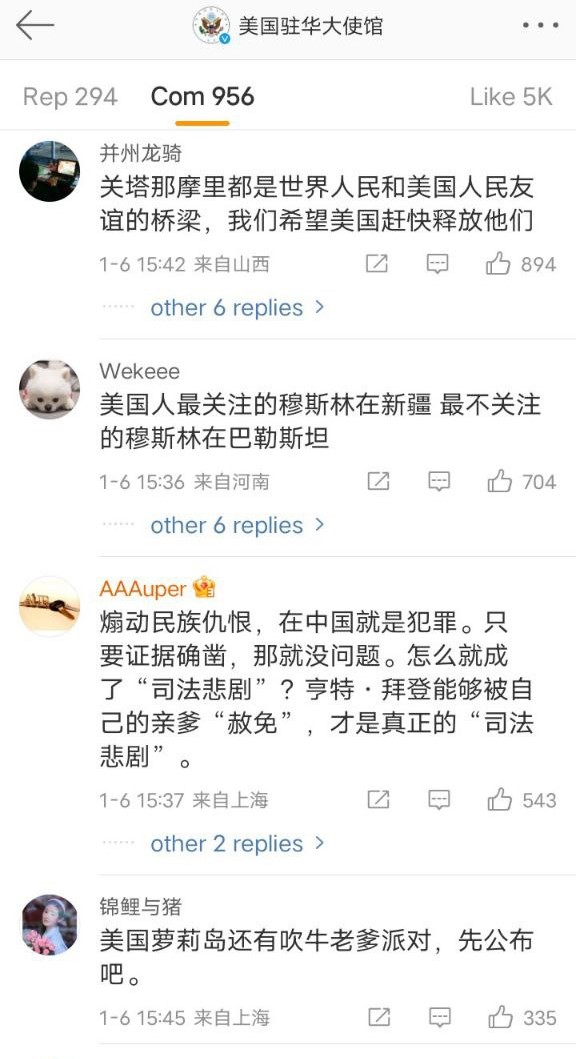 美国驻华大使馆
Rep 294 Com 956 Like 5K
并州龙骑
关塔那摩里都是世界人民和美国人民友
谊的桥梁，我们希望美国赶快释放他们
1-6 15:42 来自山西 894
other 6 replies
Wekeee
美国人最关注的穆斯林在新疆 最不关注
的穆斯林在巴勒斯坦
1-6 15:36 来自河南 704
other 6 replies
AAAuper
煽动民族仇恨，在中国就是犯罪。只
要证据确凿，那就没问题。怎么就成
了“司法悲剧”？亨特·拜登能够被自
己的亲爹“赦免”，才是真正的“司法
悲剧”。
1-6 15:37 来自上海 543
other 2 replies
锦鲤与猪
美国萝莉岛还有吹牛老爹派对，先公布
吧。
1-6 15:45 来自上海 335